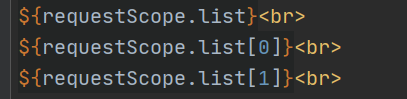 ${requestScope.list}<br>
${requestScope.list[0]}<br>
${requestScope.list[1]}<br>